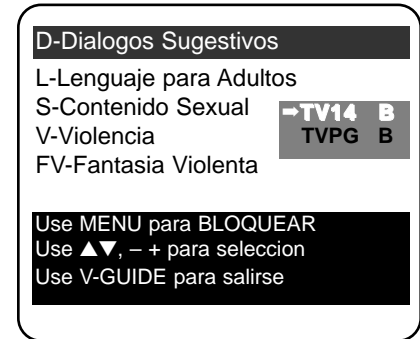 D-Dialogos Sugestivos
L-Lenguaje para Adultos
S-Contenido Sexual
➡TV14 B
V-Violencia
TVPG B
FV-Fantasia Violenta
Use MENU para BLOQUEAR
Use ▲▼, – + para seleccion
Use V-GUIDE para salirse